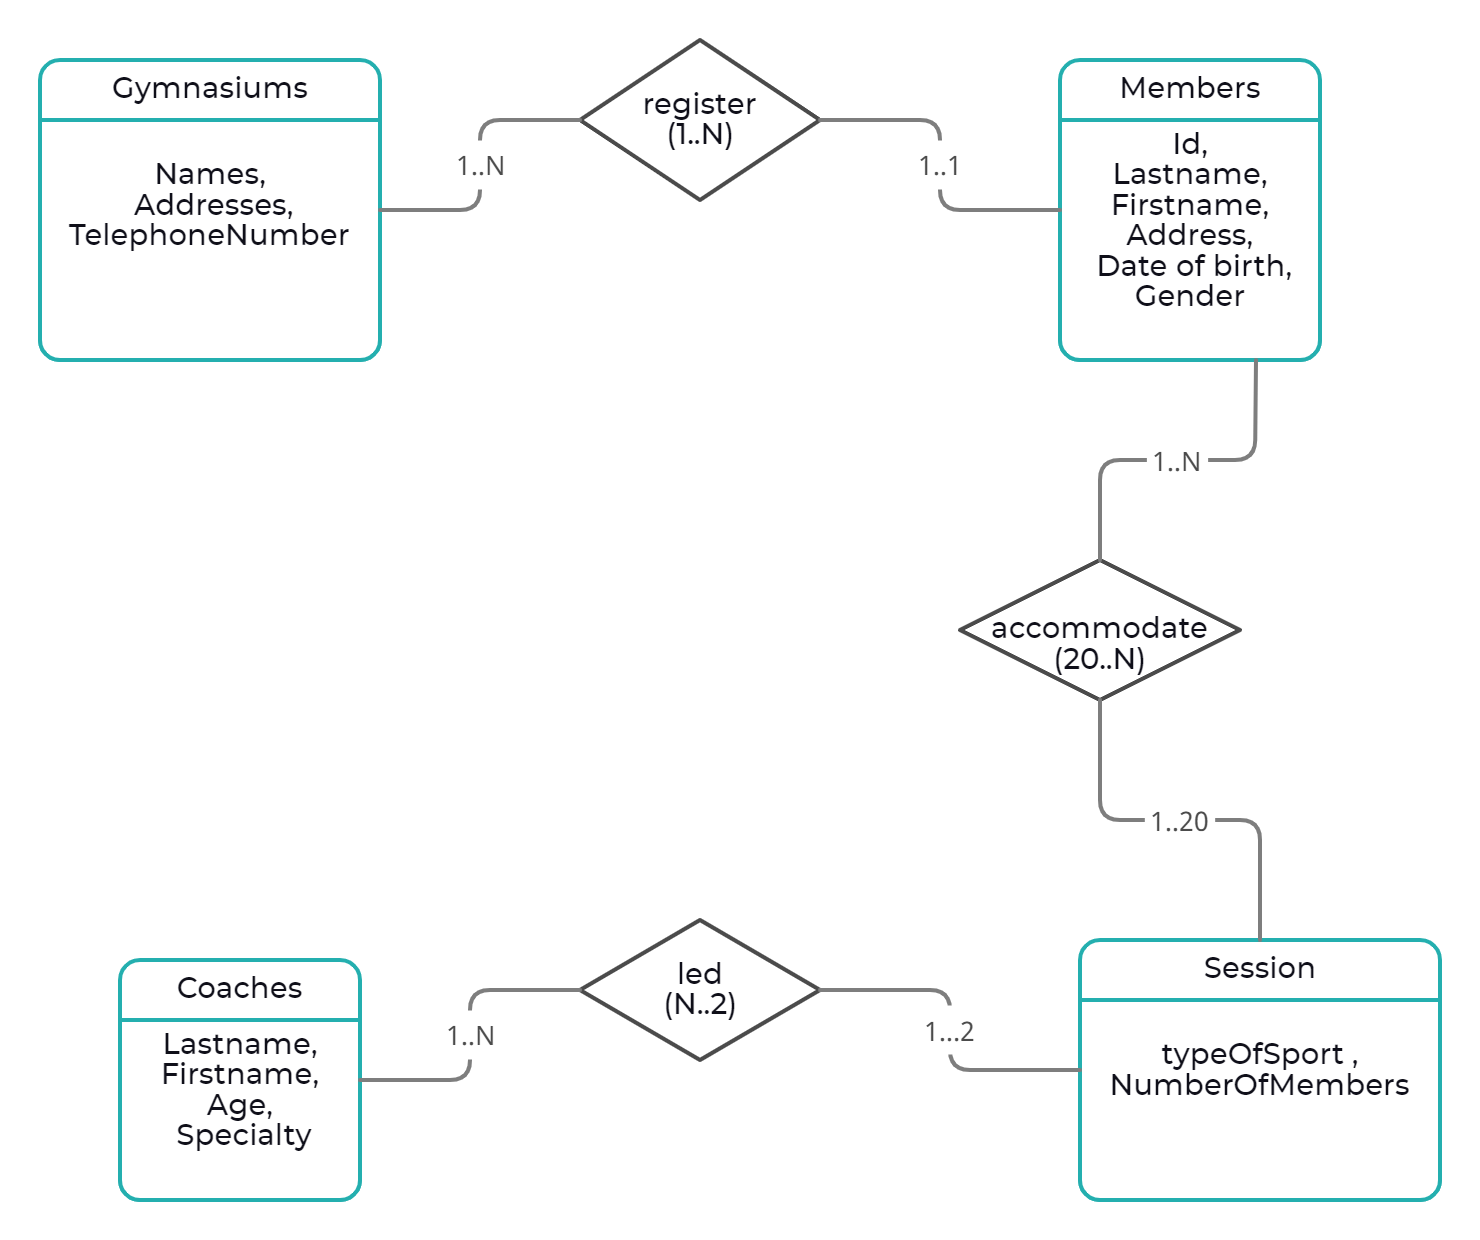 Gymnasiums
Names,
Addresses,
TelephoneNumber
1..N
register
(1..N)
1..1
Members
Id,
Lastname,
Firstname,
Address,
Date of birth,
Gender
1..N
accommodate
(20..N)
1..20
Coaches
Lastname,
Firstname,
Age,
Specialty
1..N
led
(N..2)
1...2
Session
typeOfSport ,
NumberOfMembers